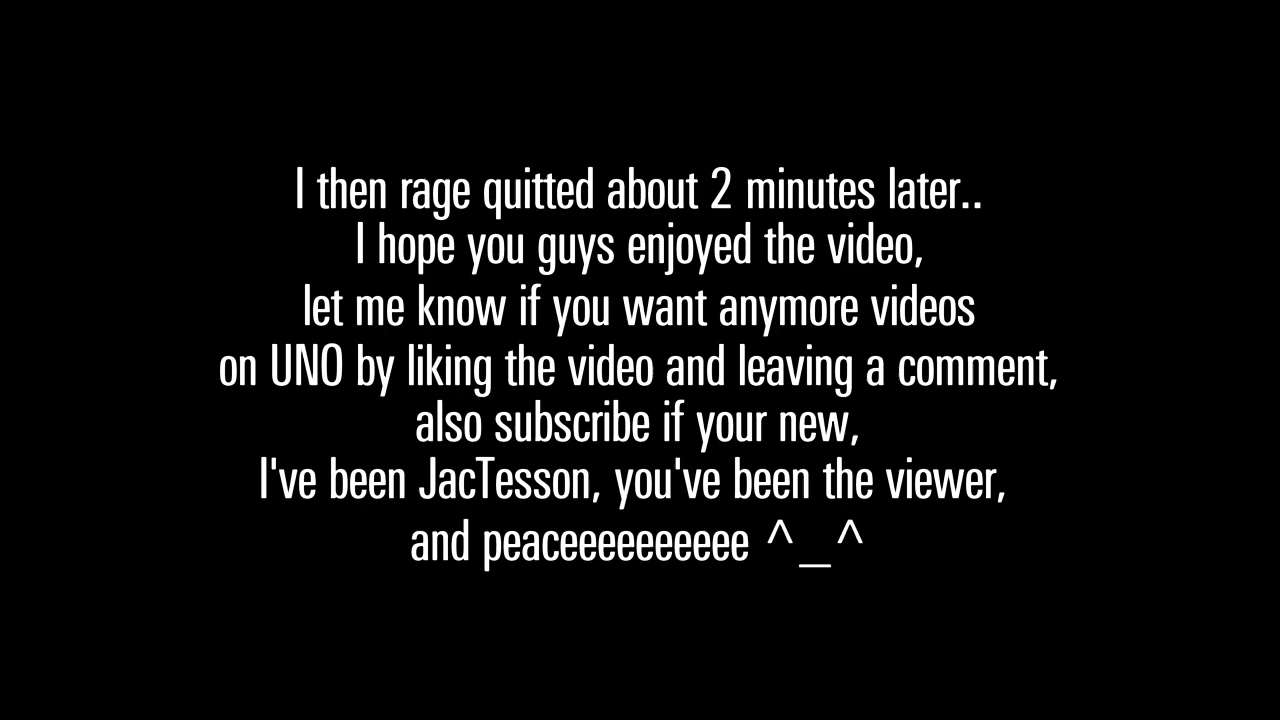 I then rage quitted about 2 minutes later..
I hope you guys enjoyed the video,
let me know if you want anymore videos
on UNO by liking the video and leaving a comment,
also subscribe if your new,
I've been JacTesson, you've been the viewer,
and peaceeeeeeeeee ^_^